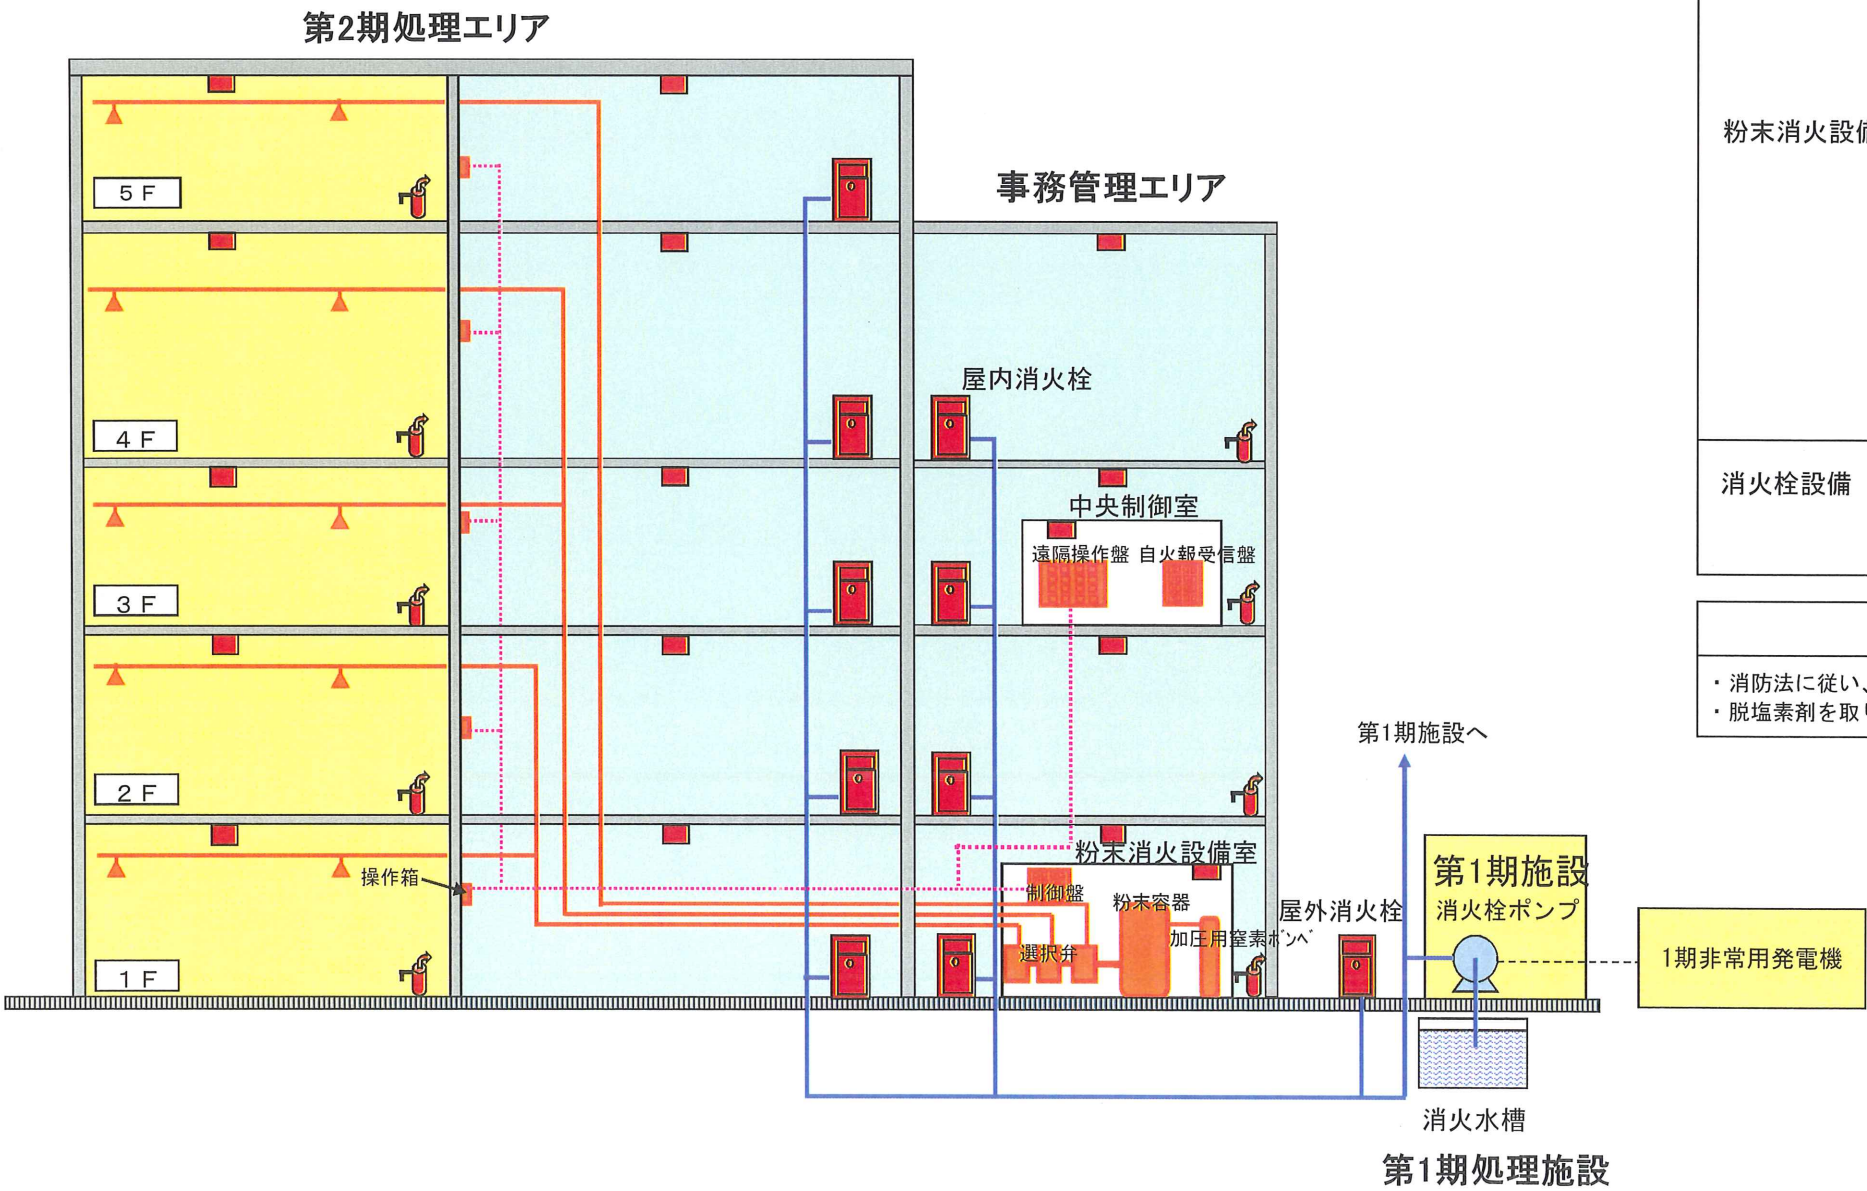 第2期処理エリア
粉末消火設
5F
事務管理エリア
屋内消火栓
4F
消火栓設備
中央制御室
遠隔操作盤 自火報受信盤
3F
・消防法に従い、
・脱塩素剤を取
第1期施設へ
2F
粉末消火設備室
第1期施設
操作箱
制御盤
粉末容器
屋外消火栓
消火栓ポンプ
加圧用窒素ボンベ
選択弁
1期非常用発電機
1F
消火水槽
第1期処理施設